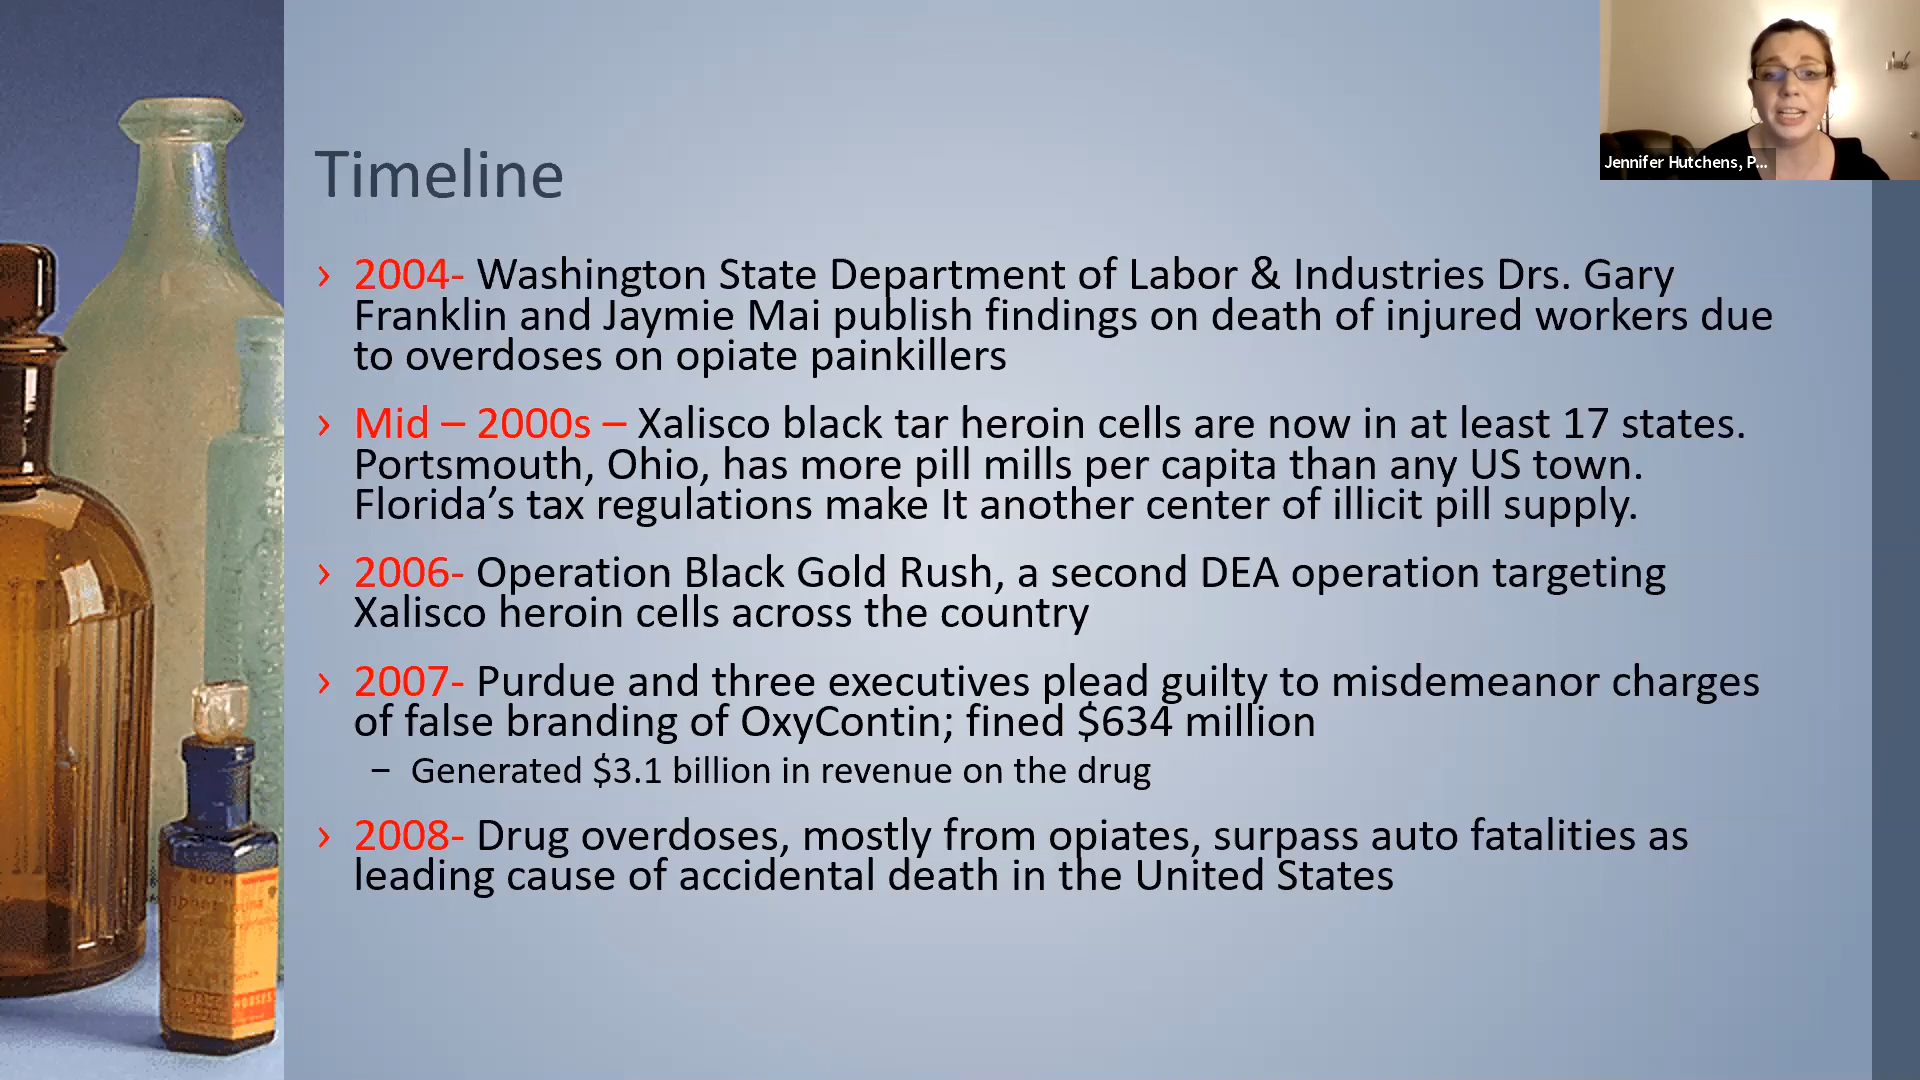 Jennifer Hutchens, P...
Timeline
› 2004- Washington State Department of Labor & Industries Drs. Gary
Franklin and Jaymie Mai publish findings on death of injured workers due
to overdoses on opiate painkillers
› Mid – 2000s – Xalisco black tar heroin cells are now in at least 17 states.
Portsmouth, Ohio, has more pill mills per capita than any US town.
Florida’s tax regulations make It another center of illicit pill supply.
› 2006- Operation Black Gold Rush, a second DEA operation targeting
Xalisco heroin cells across the country
› 2007- Purdue and three executives plead guilty to misdemeanor charges
of false branding of OxyContin; fined $634 million
– Generated $3.1 billion in revenue on the drug
› 2008- Drug overdoses, mostly from opiates, surpass auto fatalities as
leading cause of accidental death in the United States